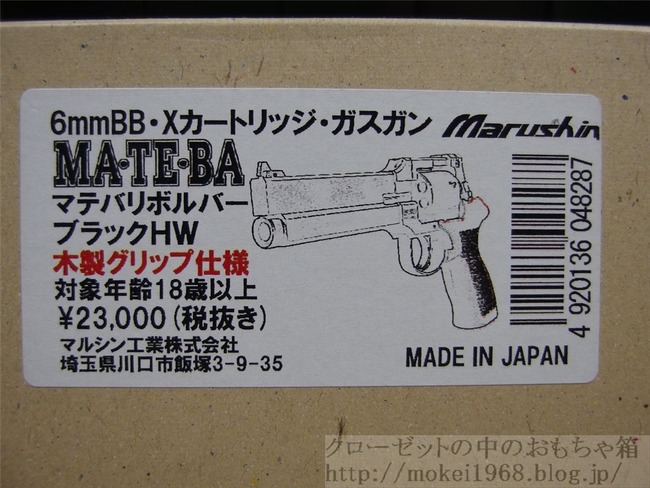 6mmBB・Xカートリッジ・ガスガン Marushin
MA・TE・BA
マテバリボルバー
ブラックHW
木製グリップ仕様
対象年齢18歳以上
¥23,000(税抜き)
マルシン工業株式会社
埼玉県川口市飯塚3-9-35
MADE IN JAPAN
4 920136 048287
クローゼットの中のおもちゃ箱
http://mokei1968.blog.jp/